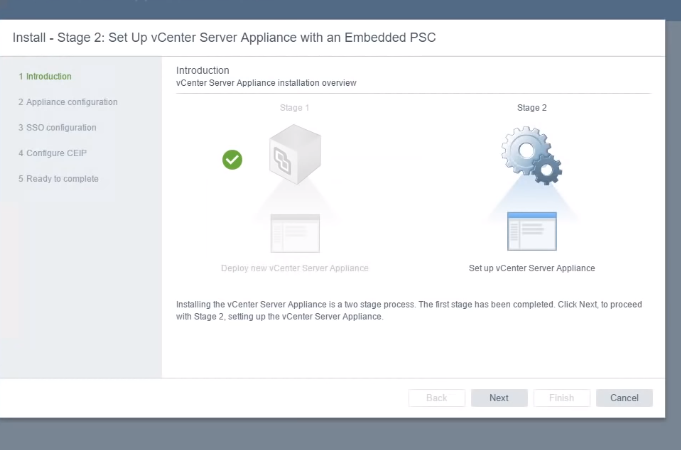 Install - Stage 2: Set Up vCenter Server Appliance with an Embedded PSC
1 Introduction
2 Appliance configuration
3 SSO configuration
4 Configure CEIP
5 Ready to complete
Introduction
vCenter Server Appliance installation overview
Stage 1
Stage 2
Deploy new vCenter Server Appliance
Set up vCenter Server Appliance
Installing the vCenter Server Appliance is a two stage process. The first stage has been completed. Click Next, to proceed
with Stage 2, setting up the vCenter Server Appliance.
Back
Next
Finish
Cancel